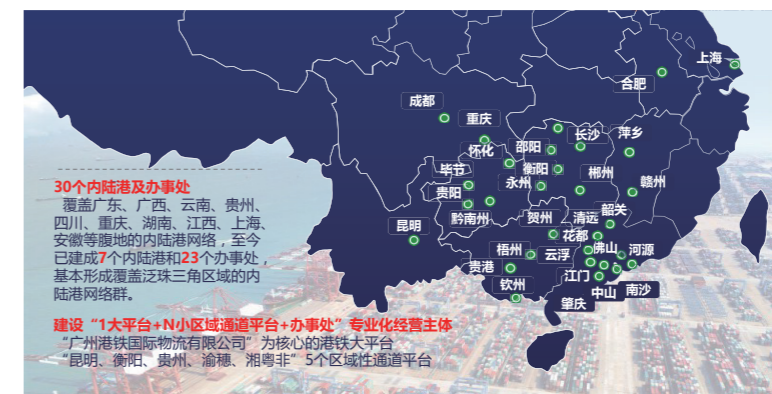 上海
合肥
成都
重庆
长沙
萍乡
怀化
邵阳
毕节
衡阳
郴州
30个内陆港及办事处
永州
赣州
贵阳
覆盖广东、广西、云南、贵州、
韶关
黔南州
贺州
清远
四川、重庆、湖南、江西、上海、
昆明
花都
安徽等腹地的内陆港网络，至今
梧州
云浮
佛山
河源
已建成7个内陆港和23个办事处，
贵港
基本形成覆盖泛珠三角区域的内
江门
钦州
陆港网络群。
中山
南沙
肇庆
建设“1大平台+N小区域通道平台+办事处”专业化经营主体
“广州港铁国际物流有限公司”为核心的港铁大平台
“昆明、衡阳、贵州、渝穗、湘粤非”5个区域性通道平台